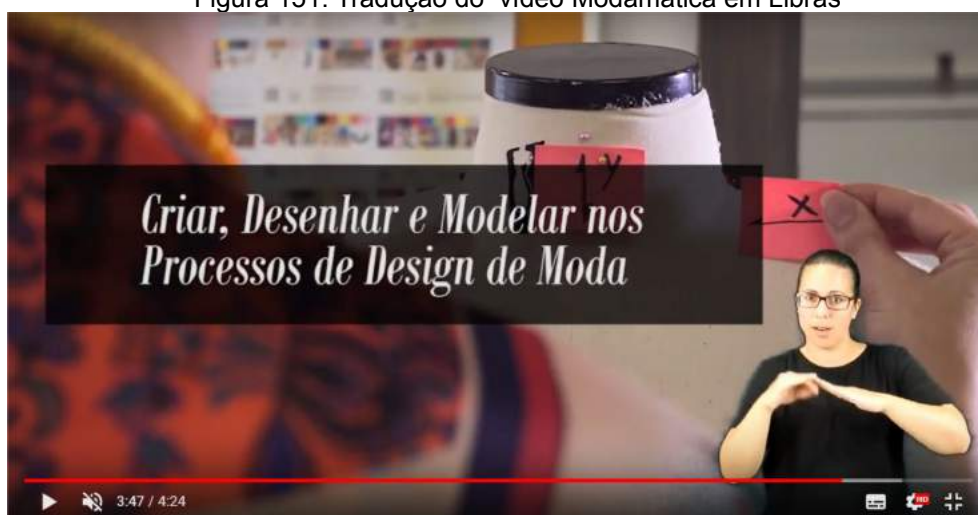 Figura 151: Tradução do vídeo Modamática em Libras
Criar, Desenhar e Modelar nos
Processos de Design de Moda
x
3:47 / 4:24
HD